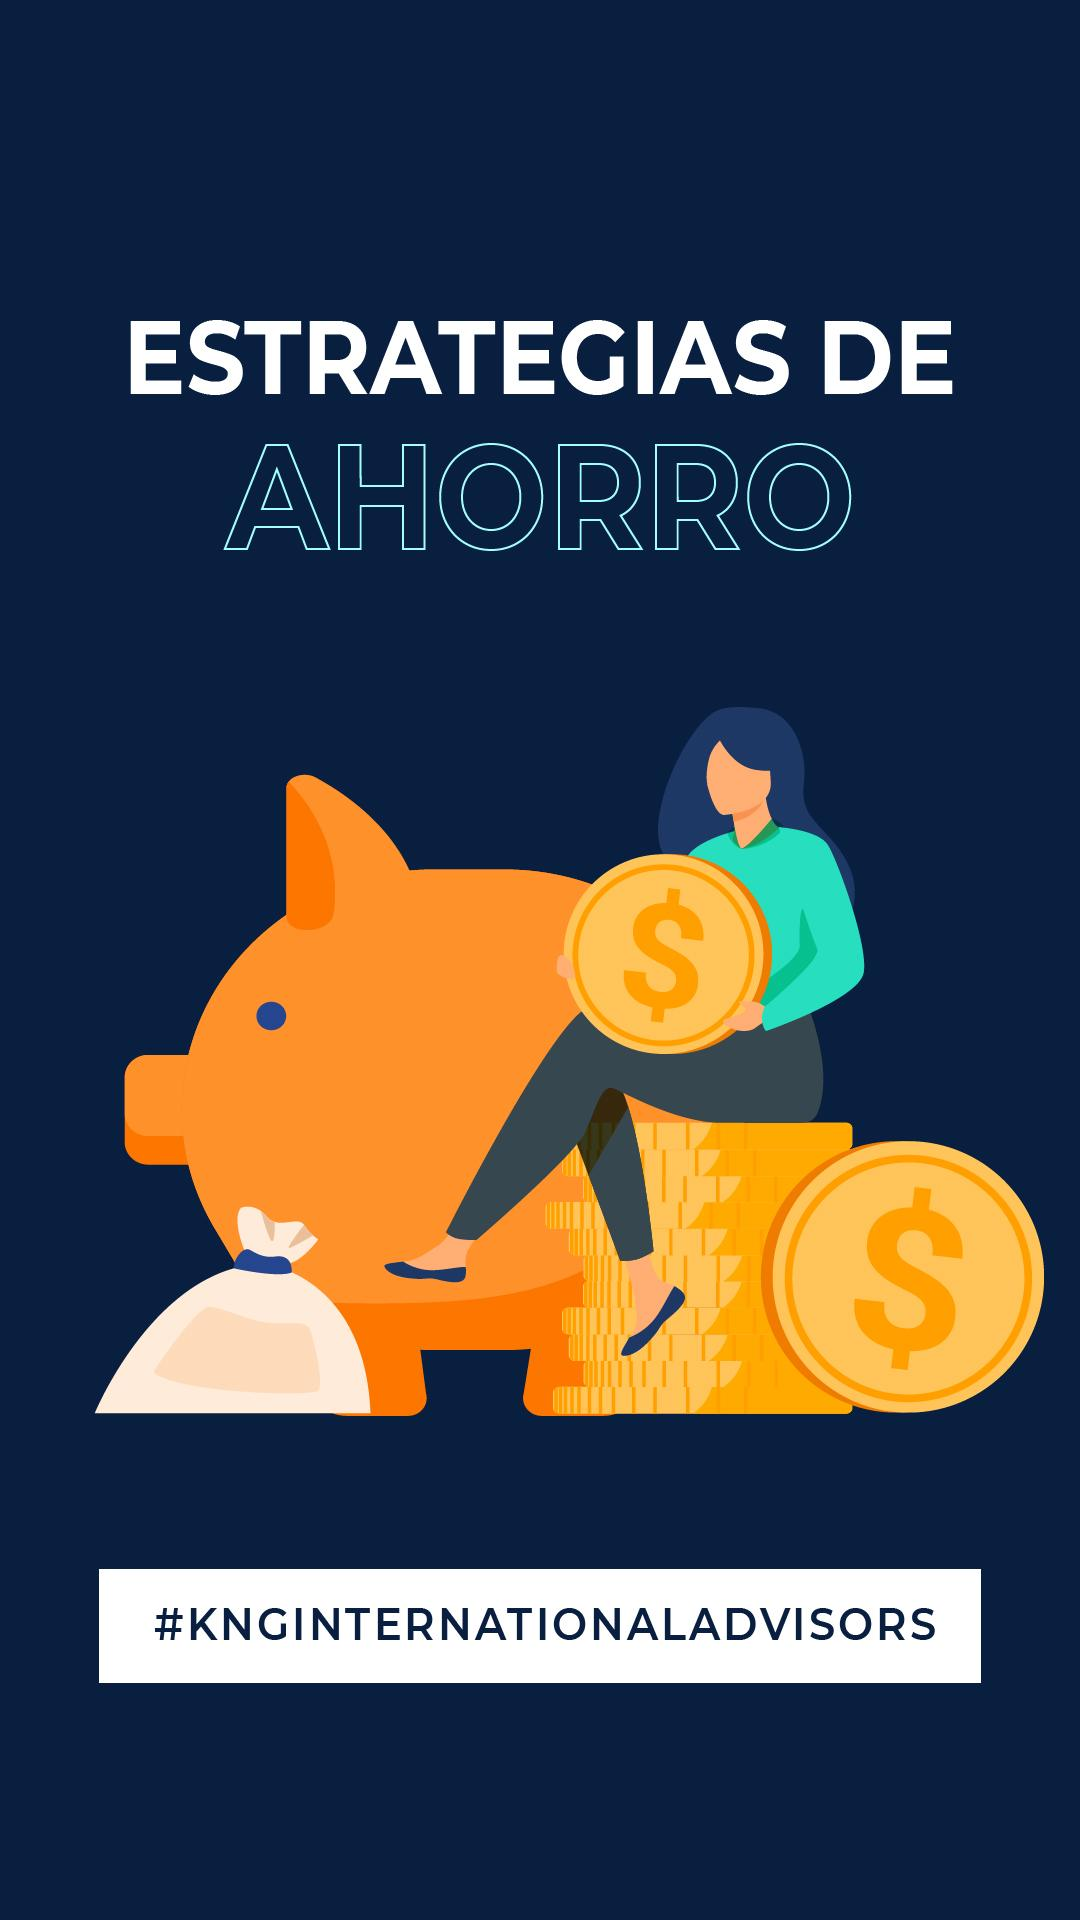 ESTRATEGIAS DE
AHORRO
$
$
#KNGINTERNATIONALADVISORS